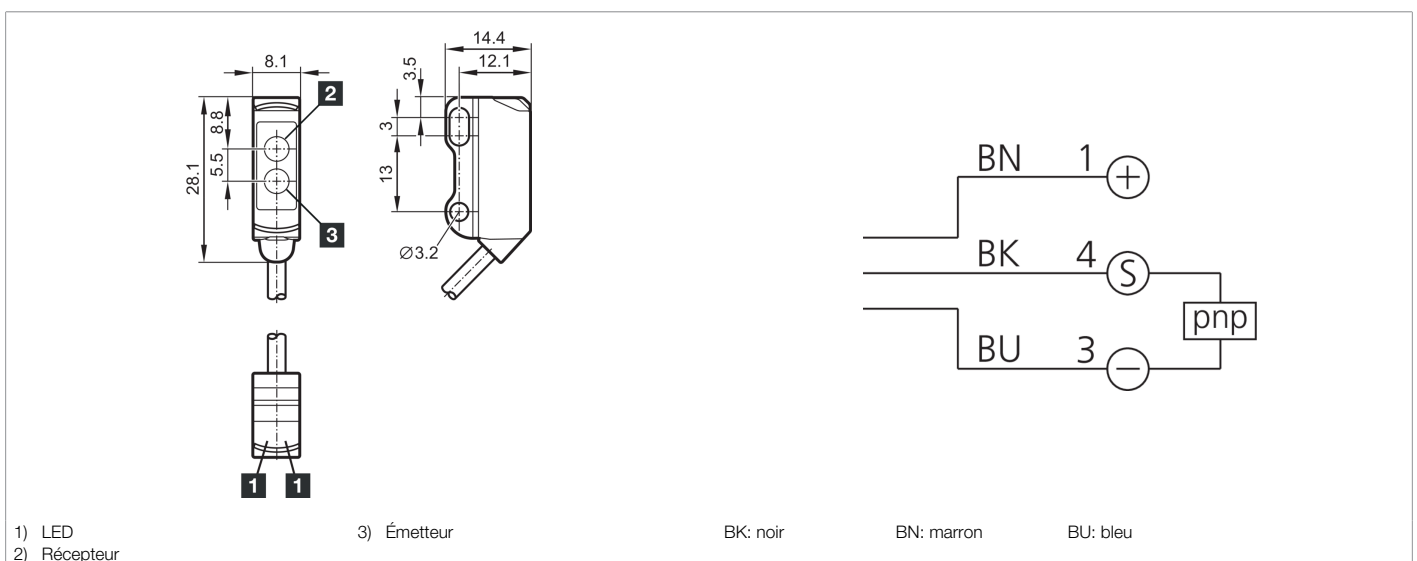 8.1
2
8.8
5.5
28.1
3
14.4
12.1
3.5
3
13
Ø3.2
1 1
BN 1 +
BK 4 S
pnp
BU 3 −
1) LED 3) Émetteur BK: noir BN: marron BU: bleu
2) Récepteur